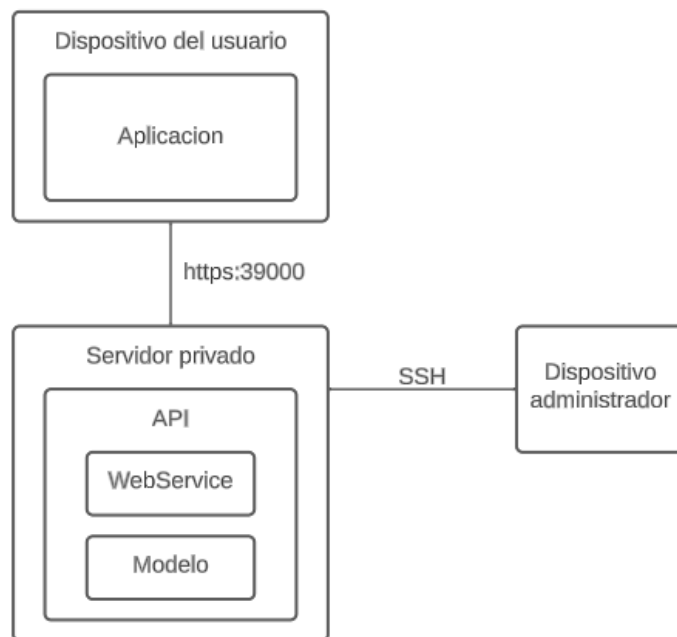 Dispositivo del usuario
Aplicacion
https:39000
Servidor privado
API
WebService
Modelo
SSH
Dispositivo
administrador